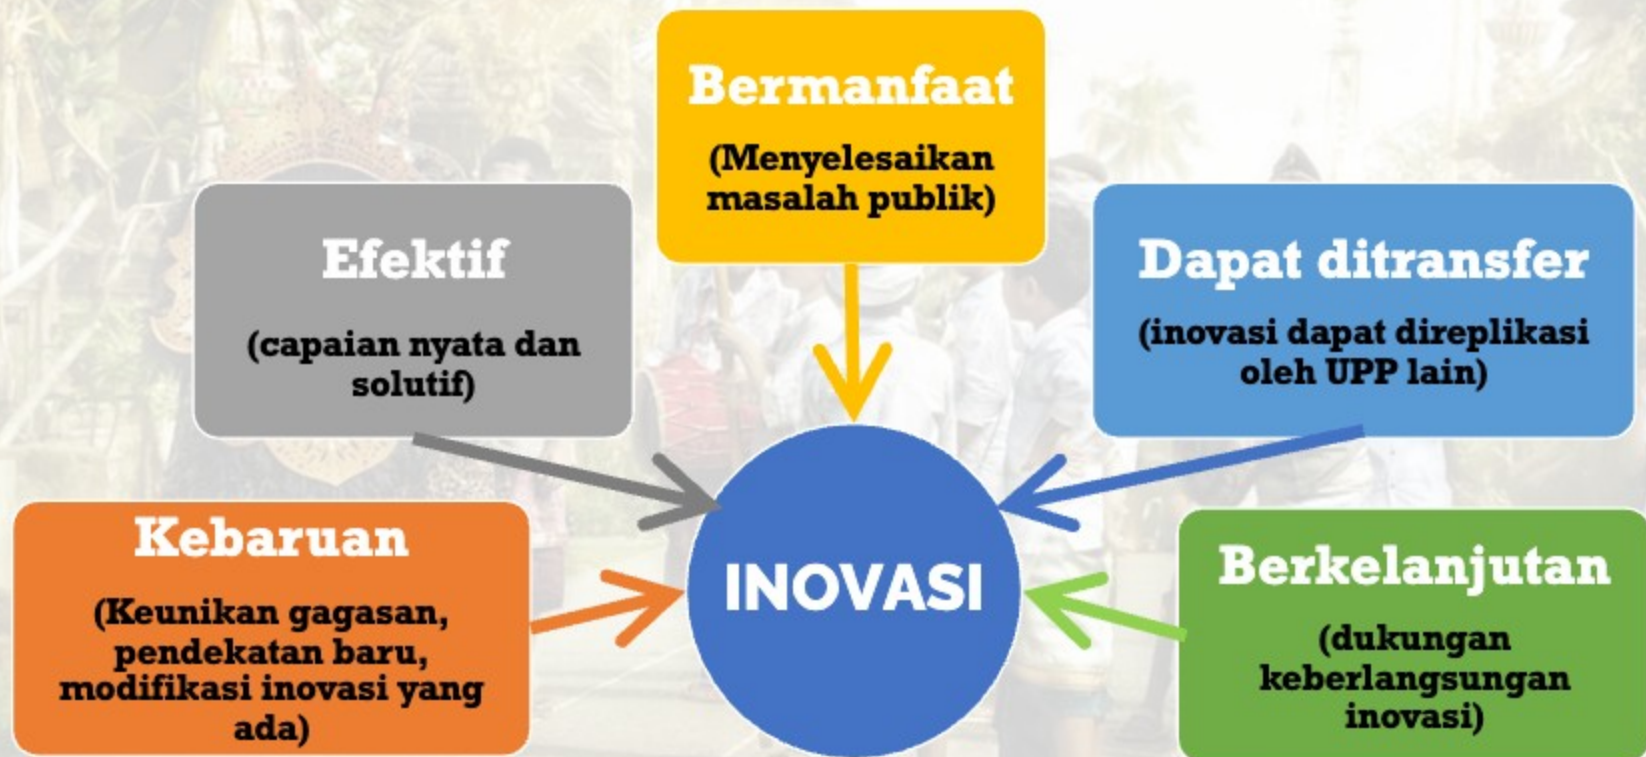 Bermanfaat
(Menyelesaikan
masalah publik)
Efektif
(capaian nyata dan
solutif)
Dapat ditransfer
(inovasi dapat direplikasi
oleh UPP lain)
Kebaruan
(Keunikan gagasan,
pendekatan baru,
modifikasi inovasi yang
ada)
INOVASI
Berkelanjutan
(dukungan
keberlangsungan
inovasi)